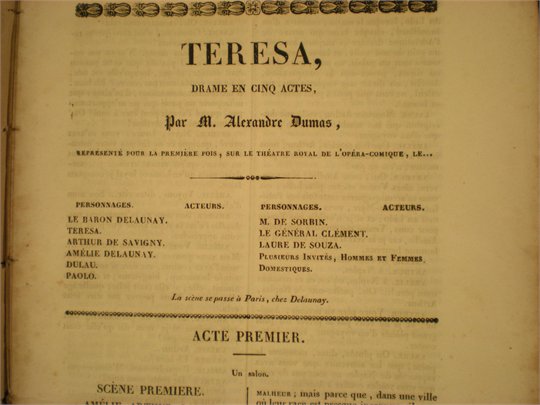 TERESA,
DRAME EN CINQ ACTES,
Par M. Alexandre Dumas,
REPRÉSENTÉ POUR LA PREMIÈRE FOIS, SUR LE THÉATRE ROYAL DE L'OPÉRA-COMIQUE, LE...
PERSONNAGES. ACTEURS.
LE BARON DELAUNAY.
TERESA.
ARTHUR DE SAVIGNY.
AMÉLIE DELAUNAY.
DULAU.
PAOLO.
PERSONNAGES. ACTEURS.
M. DE SORBIN.
LE GÉNÉRAL CLÉMENT.
LAURE DE SOUZA.
PLUSIEURS INVITÉS, HOMMES ET FEMMES
DOMESTIQUES.
La scène se passe à Paris, chez Delaunay.
ACTE PREMIER.
Un salon.
SCÈNE PREMIERE.
MALHEUR; mais parce que, dans une ville